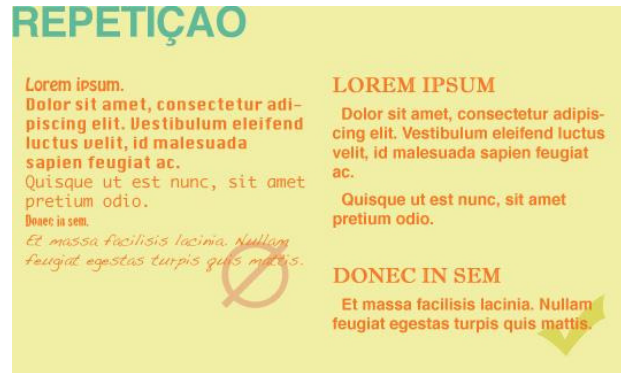 REPETIÇAO
Lorem ipsum.
Dolor sit amet, consectetur adi-
piscing elit. Vestibulum eleifend
luctus velit, id malesuada
sapien feugiat ac.
Quisque ut est nunc, sit amet
pretium odio.
Donec in sem.
Et massa facilisis lacinia. Nullam
feugiat egestas turpis quis mattis.
LOREM IPSUM
Dolor sit amet, consectetur adipis-
cing elit. Vestibulum eleifend luctus
velit, id malesuada sapien feugiat
ac.
Quisque ut est nunc, sit amet
pretium odio.
DONEC IN SEM
Et massa facilisis lacinia. Nullam
feugiat egestas turpis quis mattis.